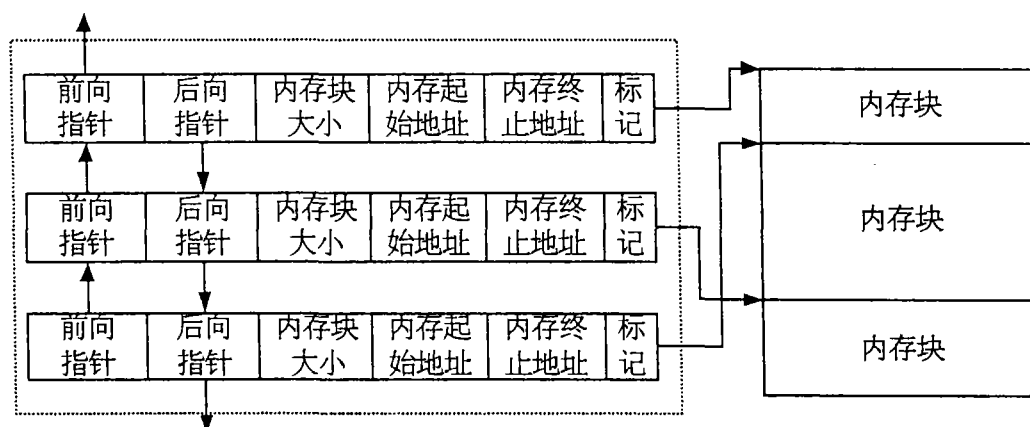 前向 后向 内存块 内存起 内存终 标
指针 指针 大小 始地址 止地址 记
内存块
前向 后向 内存块 内存起 内存终 标
指针 指针 大小 始地址 止地址 记
内存块
前向 后向 内存块 内存起 内存终 标
指针 指针 大小 始地址 止地址 记
内存块